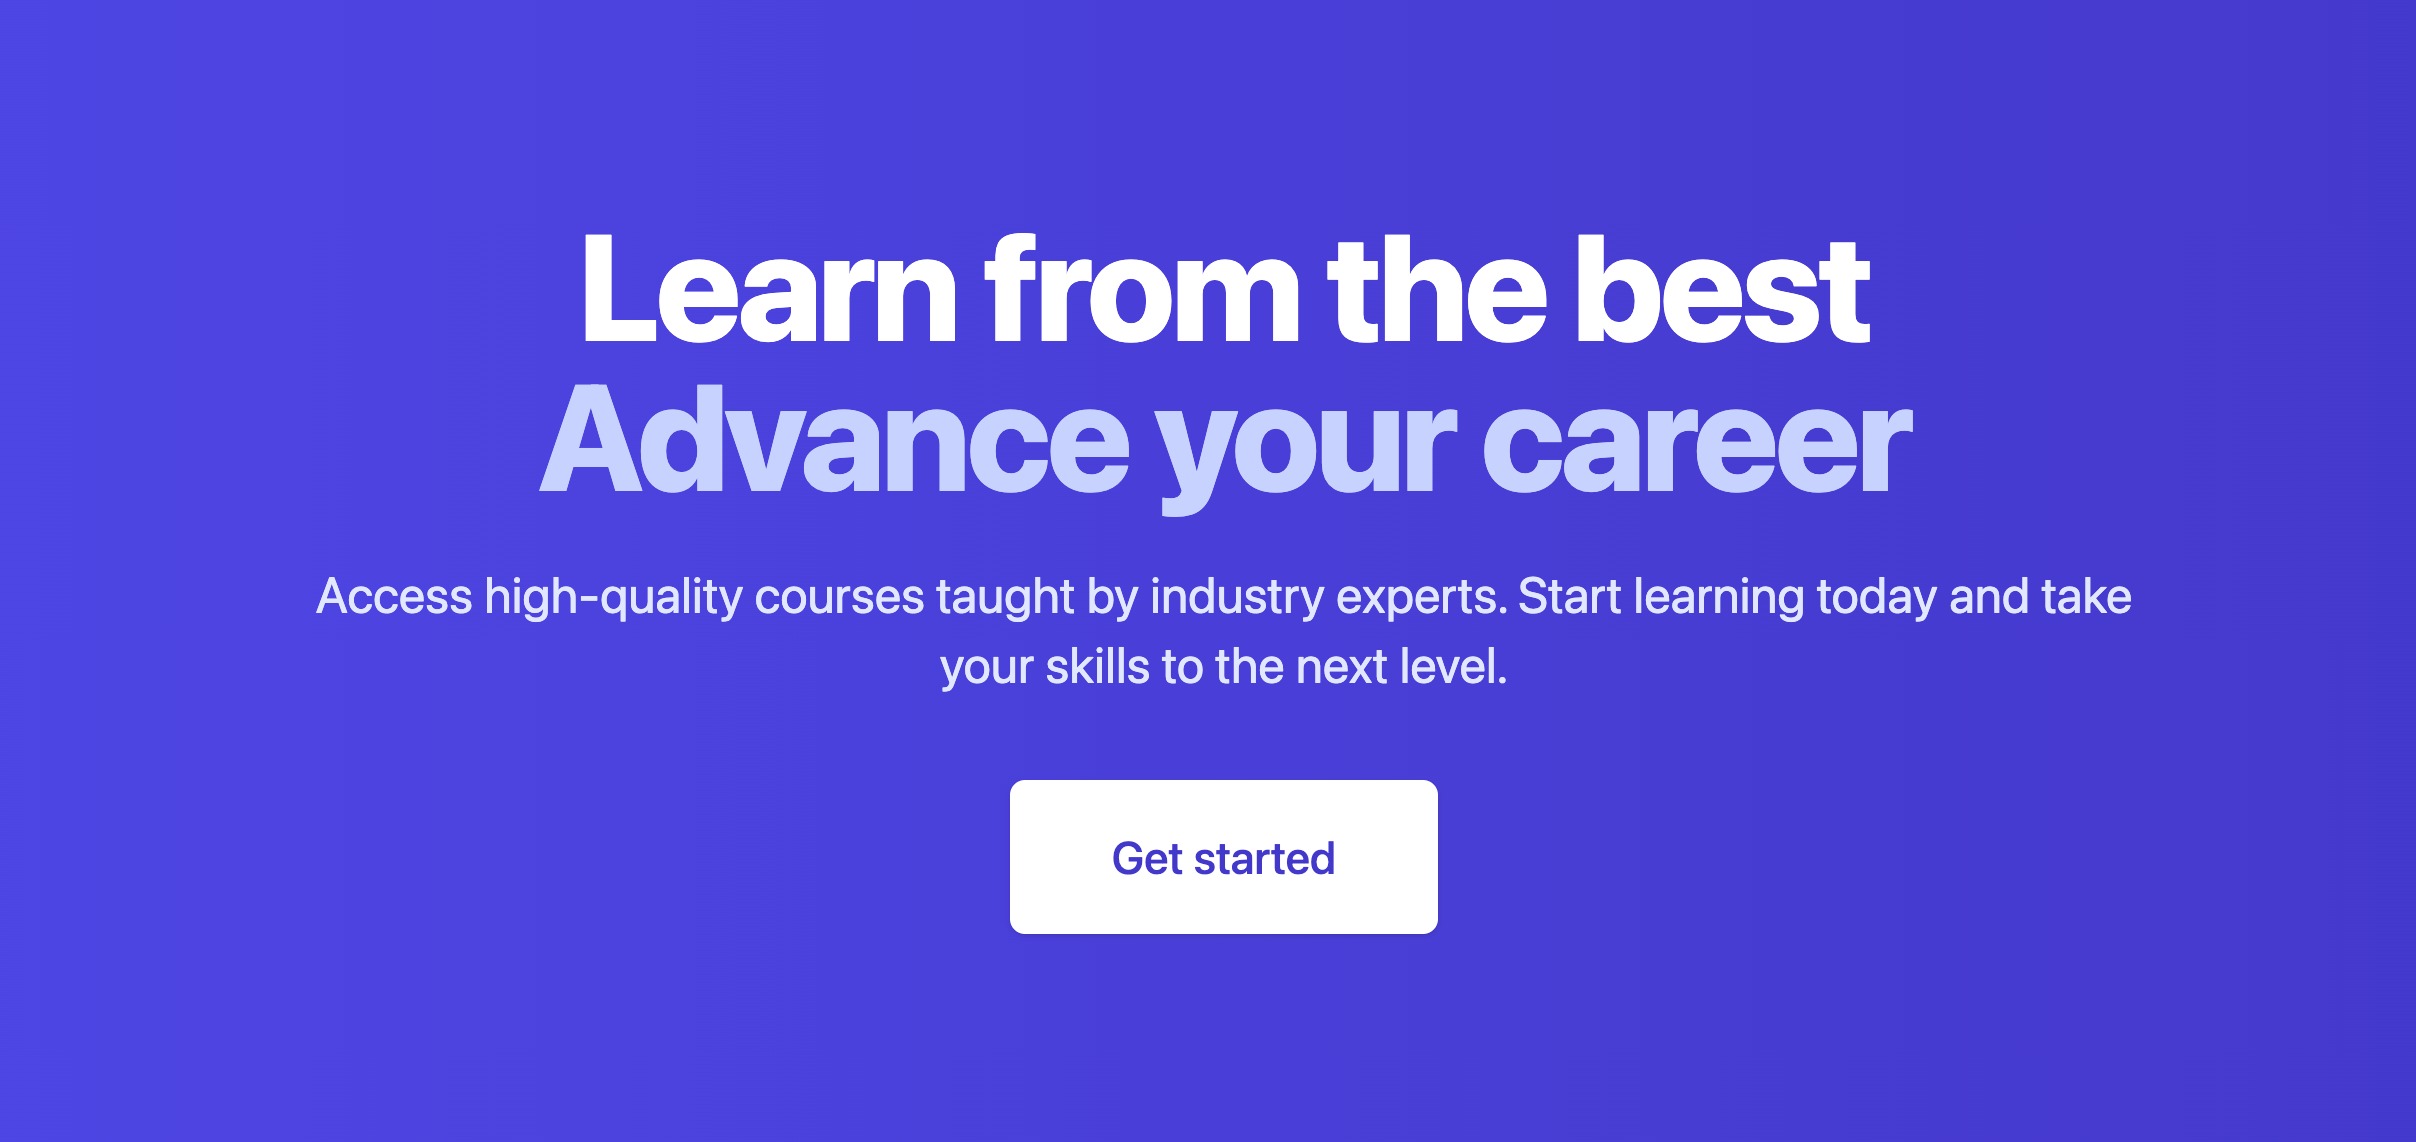 Learn from the best
Advance your career
Access high-quality courses taught by industry experts. Start learning today and take
your skills to the next level.
Get started